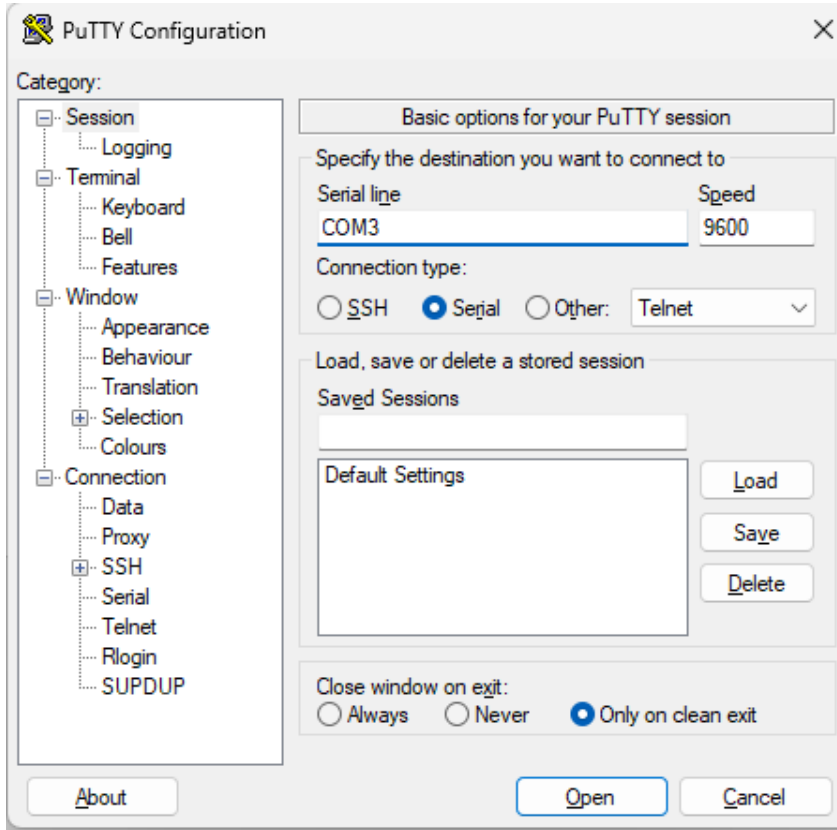 PuTTY Configuration
Category:
Session
Logging
Terminal
Keyboard
Bell
Features
Window
Appearance
Behaviour
Translation
Selection
Colours
Connection
Data
Proxy
SSH
Serial
Telnet
Rlogin
SUPDUP
Basic options for your PuTTY session
Specify the destination you want to connect to
Serial line Speed
COM3 9600
Connection type:
SSH Serial Other: Telnet
Load, save or delete a stored session
Saved Sessions
Default Settings
Load
Save
Delete
Close window on exit:
Always Never Only on clean exit
About Open Cancel